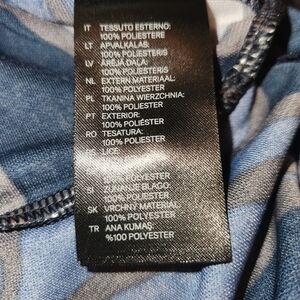 IT TESSUTO ESTERNO:
100% POLIESTERE
LT APVALKALAS:
100% POLIESTERIS
LV ĀRĒJĀ DAĻA:
100% POLIESTERIS
NL EXTERN MATERIAAL:
100% POLYESTER
PL TKANINA WIERZCHNIA:
100% POLIESTER
PT EXTERIOR:
100% POLIÉSTER
RO TESATURA:
100% POLIESTER
LICE:
POLYESTER
SI ZUNANJE BLAGO:
100% POLIESTER
SK VRCHNÝ MATERIÁL:
100% POLYESTER
TR ANA KUMAŞ:
%100 POLYESTER